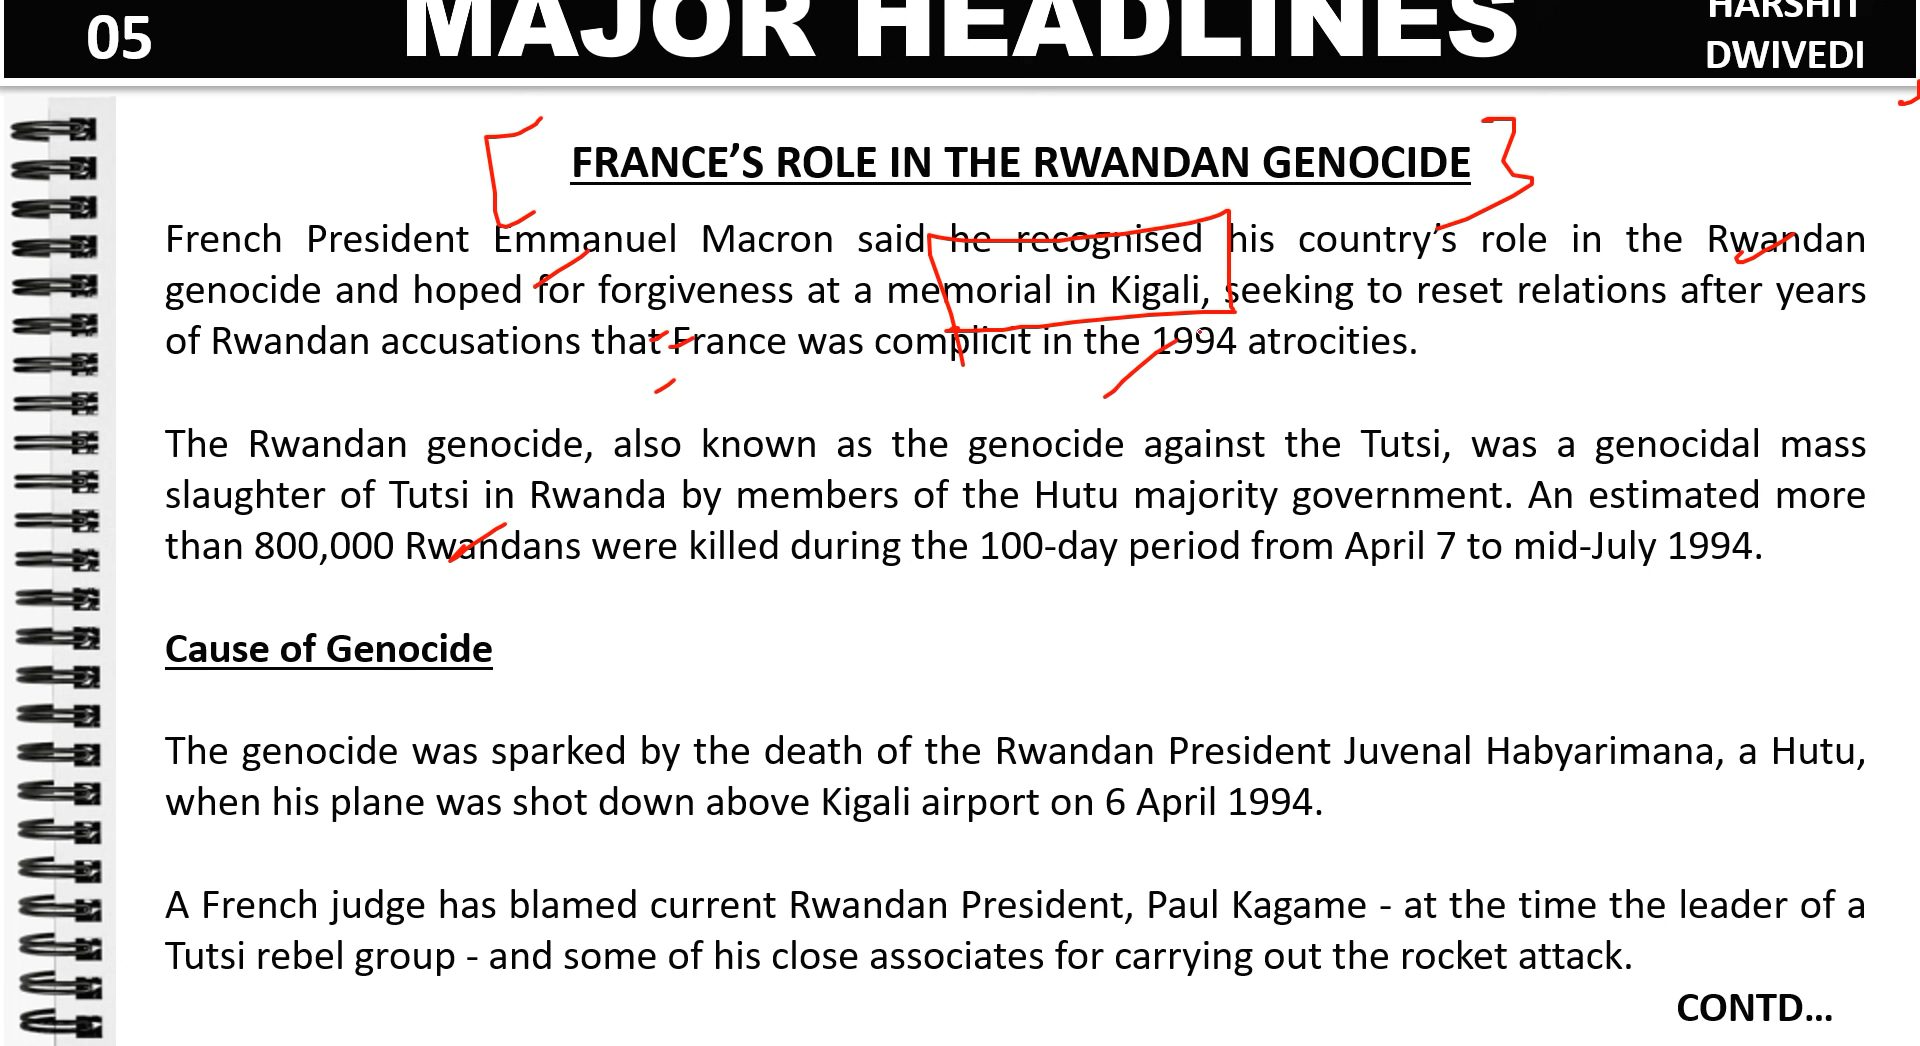 05
MAJOR HEADLINES
HARSHIT
DWIVEDI
FRANCE’S ROLE IN THE RWANDAN GENOCIDE
French President Emmanuel Macron said he recognised his country’s role in the Rwandan
genocide and hoped for forgiveness at a memorial in Kigali, seeking to reset relations after years
of Rwandan accusations that France was complicit in the 1994 atrocities.
The Rwandan genocide, also known as the genocide against the Tutsi, was a genocidal mass
slaughter of Tutsi in Rwanda by members of the Hutu majority government. An estimated more
than 800,000 Rwandans were killed during the 100-day period from April 7 to mid-July 1994.
Cause of Genocide
The genocide was sparked by the death of the Rwandan President Juvenal Habyarimana, a Hutu,
when his plane was shot down above Kigali airport on 6 April 1994.
A French judge has blamed current Rwandan President, Paul Kagame - at the time the leader of a
Tutsi rebel group - and some of his close associates for carrying out the rocket attack.
CONTD...